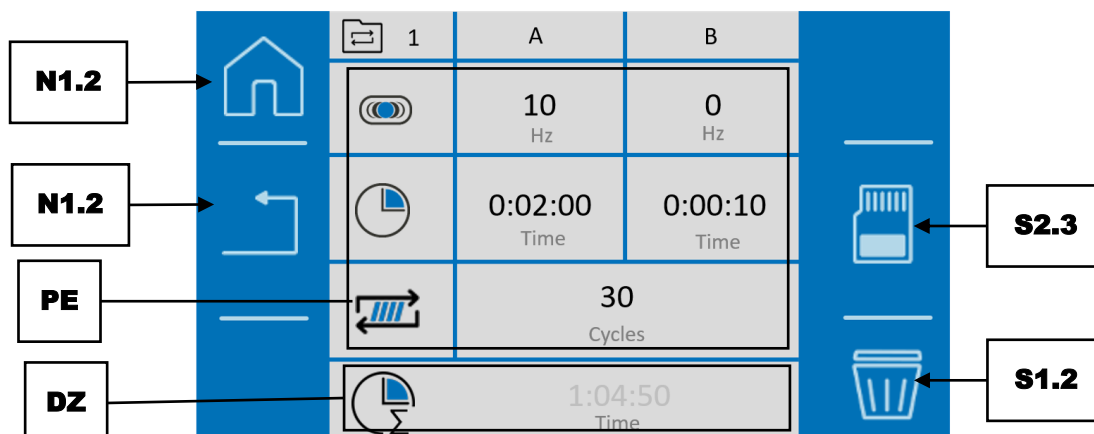 1 A B
N1.2
10 0
Hz Hz
N1.2
0:02:00 0:00:10
Time Time
S2.3
PE
30
Cycles
S1.2
DZ
1:04:50
Time
Σ